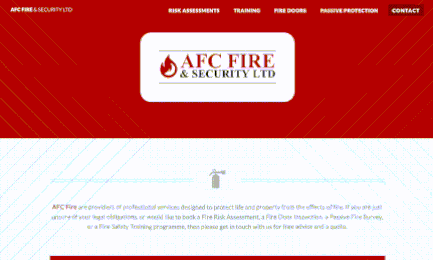 AFC FIRE & SECURITY LTD
RISK ASSESSMENTS TRAINING FIRE DOORS PASSIVE PROTECTION CONTACT
AFC FIRE
& SECURITY LTD
AFC Fire are providers of professional services designed to protect life and property from the effects of fire. If you are just
unsure of your legal obligations, or would like to book a Fire Risk Assessment, a Fire Door Inspection, a Passive Fire Survey,
or a Fire Safety Training programme, then please get in touch with us for free advice and a quote.